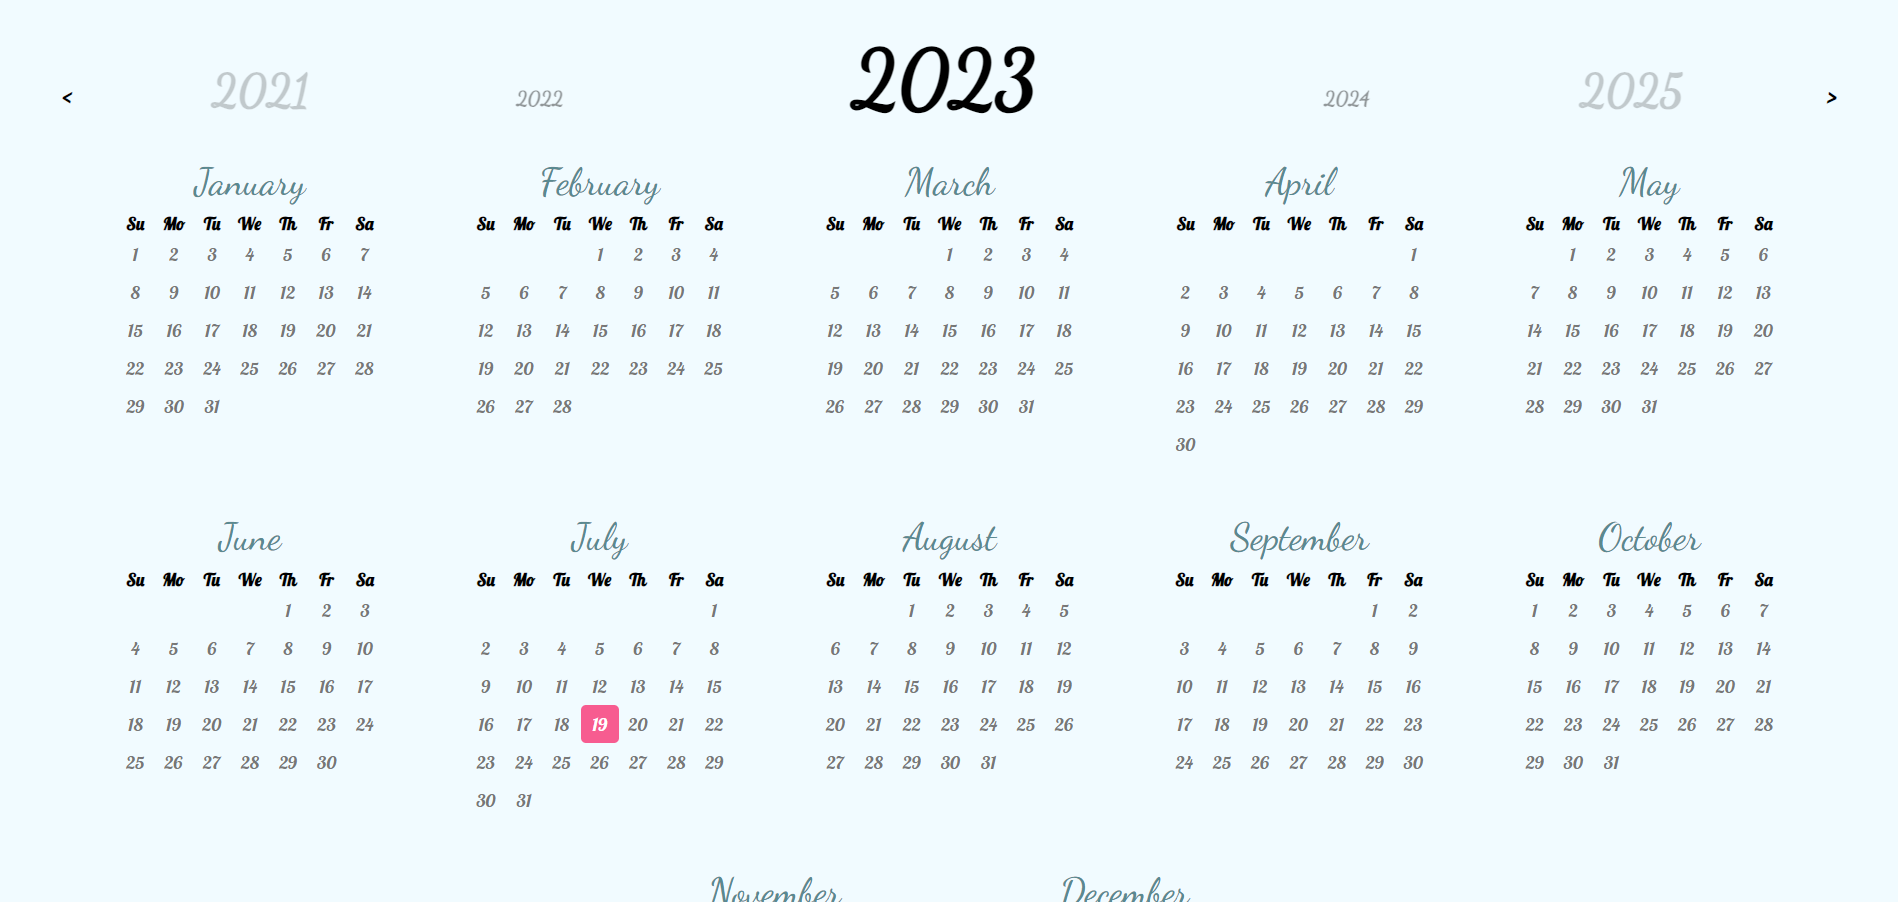 < 2021 2022 2023 2024 2025 >
January February March April May
Su Mo Tu We Th Fr Sa Su Mo Tu We Th Fr Sa Su Mo Tu We Th Fr Sa Su Mo Tu We Th Fr Sa Su Mo Tu We Th Fr Sa
1 2 3 4 5 6 7 1 2 3 4 1 2 3 4 1 1 2 3 4 5 6
8 9 10 11 12 13 14 5 6 7 8 9 10 11 5 6 7 8 9 10 11 2 3 4 5 6 7 8 7 8 9 10 11 12 13
15 16 17 18 19 20 21 12 13 14 15 16 17 18 12 13 14 15 16 17 18 9 10 11 12 13 14 15 14 15 16 17 18 19 20
22 23 24 25 26 27 28 19 20 21 22 23 24 25 19 20 21 22 23 24 25 16 17 18 19 20 21 22 21 22 23 24 25 26 27
29 30 31 26 27 28 26 27 28 29 30 31 23 24 25 26 27 28 29 28 29 30 31
30
June July August September October
Su Mo Tu We Th Fr Sa Su Mo Tu We Th Fr Sa Su Mo Tu We Th Fr Sa Su Mo Tu We Th Fr Sa Su Mo Tu We Th Fr Sa
1 2 3 1 1 2 3 4 5 1 2 1 2 3 4 5 6 7
4 5 6 7 8 9 10 2 3 4 5 6 7 8 6 7 8 9 10 11 12 3 4 5 6 7 8 9 8 9 10 11 12 13 14
11 12 13 14 15 16 17 9 10 11 12 13 14 15 13 14 15 16 17 18 19 10 11 12 13 14 15 16 15 16 17 18 19 20 21
18 19 20 21 22 23 24 16 17 18 19 20 21 22 20 21 22 23 24 25 26 17 18 19 20 21 22 23 22 23 24 25 26 27 28
25 26 27 28 29 30 23 24 25 26 27 28 29 27 28 29 30 31 24 25 26 27 28 29 30 29 30 31
30 31
November December